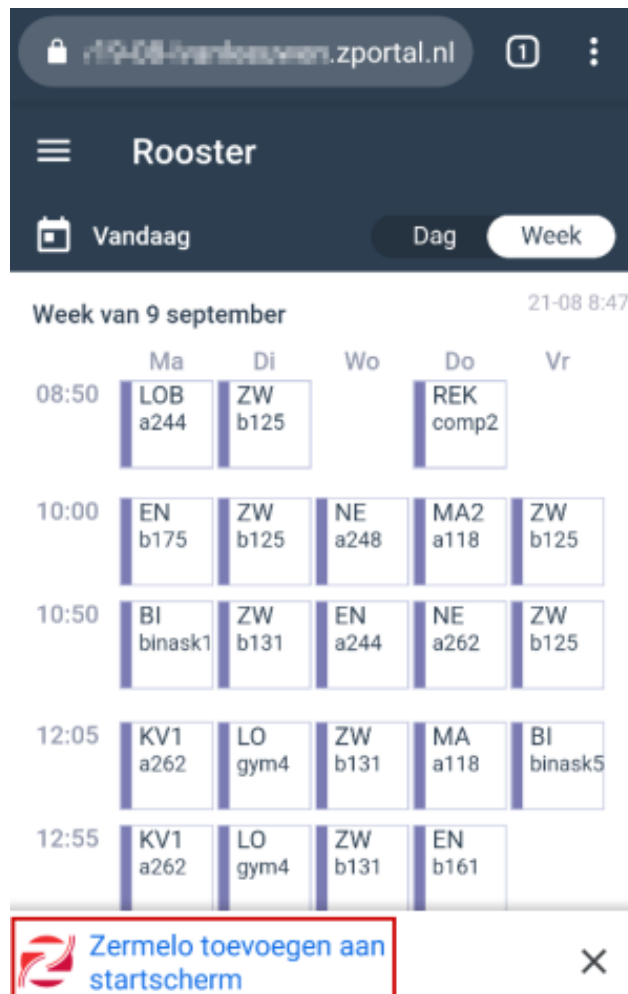 .zportal.nl 1
Rooster
Vandaag Dag Week
Week van 9 september 21-08 8:47
Ma Di Wo Do Vr
08:50 LOB ZW REK
a244 b125 comp2
10:00 EN ZW NE MA2 ZW
b175 b125 a248 a118 b125
10:50 BI ZW EN NE ZW
binask1 b131 a244 a262 b125
12:05 KV1 LO ZW MA BI
a262 gym4 b131 a118 binask5
12:55 KV1 LO ZW EN
a262 gym4 b131 b161
Zermelo toevoegen aan
startscherm